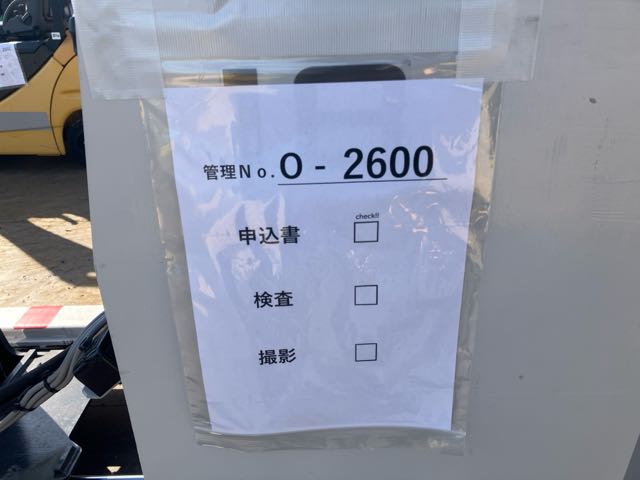 管理No. O - 2600
check!!
申込書 □
検査 □
撮影 □